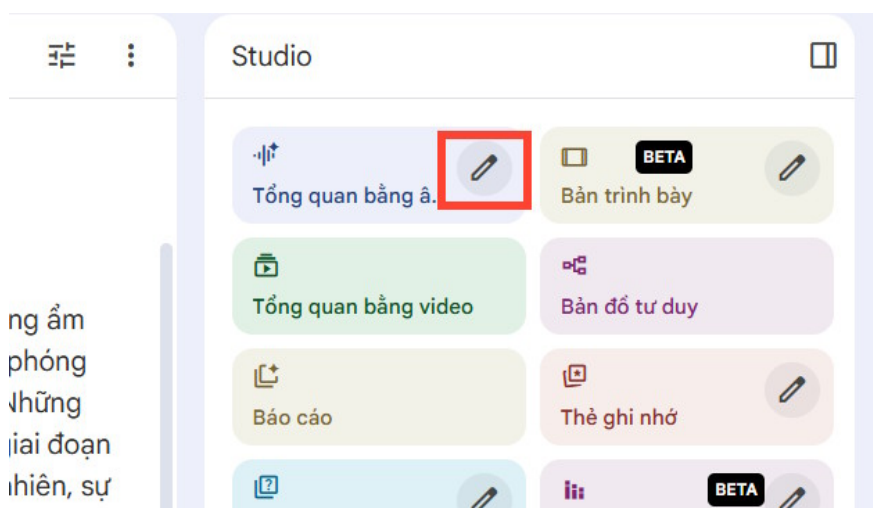 Studio
Tổng quan bằng â.
BETA
Bản trình bày
Tổng quan bằng video
Bản đồ tư duy
ng ẩm
phóng
Những
giai đoạn
nhiên, sự
Báo cáo
Thẻ ghi nhớ
BETA